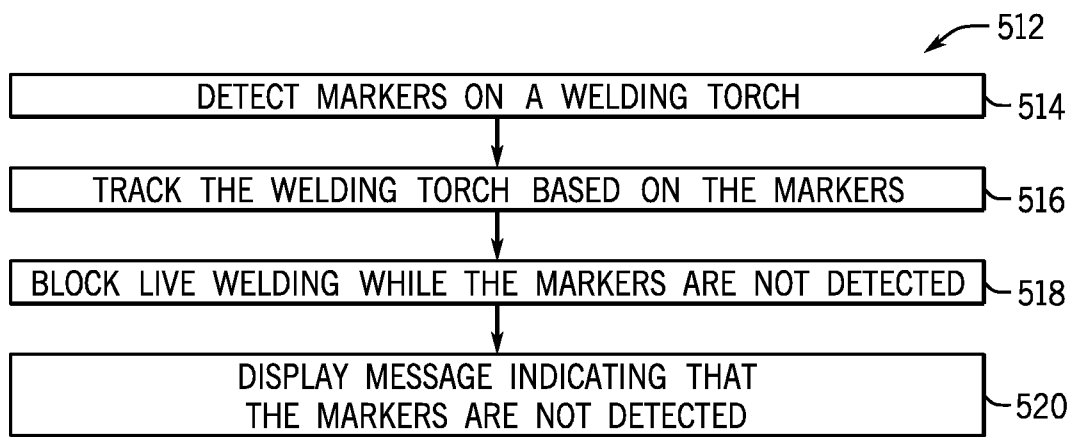 512
DETECT MARKERS ON A WELDING TORCH
514
TRACK THE WELDING TORCH BASED ON THE MARKERS
516
BLOCK LIVE WELDING WHILE THE MARKERS ARE NOT DETECTED
518
DISPLAY MESSAGE INDICATING THAT
THE MARKERS ARE NOT DETECTED
520